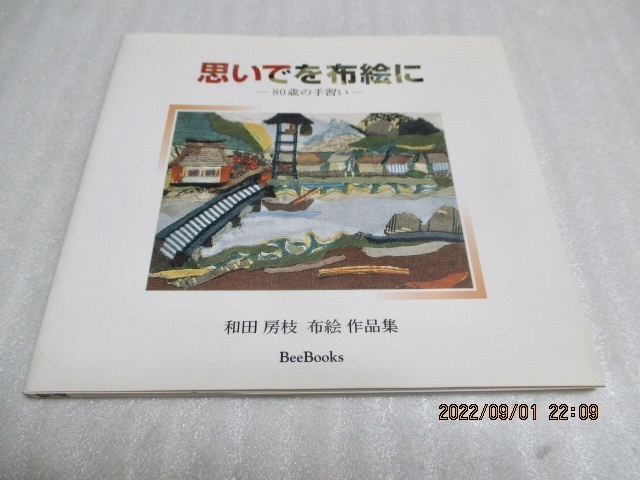 思いでを布絵に
―80歳の手習い―
和田 房枝 布絵 作品集
BeeBooks
2022/09/01 22:09